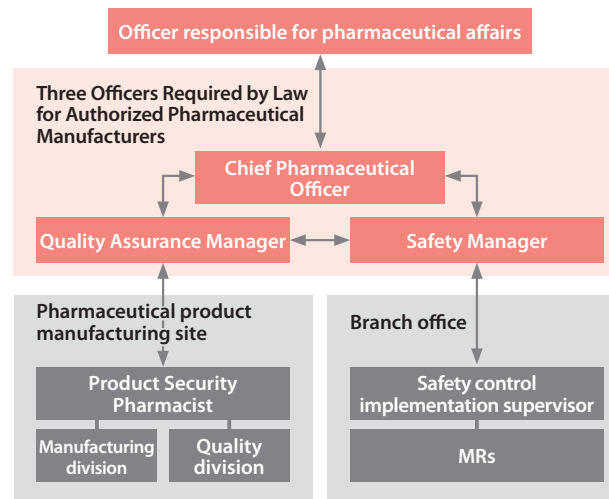 Officer responsible for pharmaceutical affairs
Three Officers Required by Law
for Authorized Pharmaceutical
Manufacturers
Chief Pharmaceutical
Officer
Quality Assurance Manager
Safety Manager
Pharmaceutical product
manufacturing site
Branch office
Product Security
Pharmacist
Safety control
implementation supervisor
Manufacturing
division
Quality
division
MRs